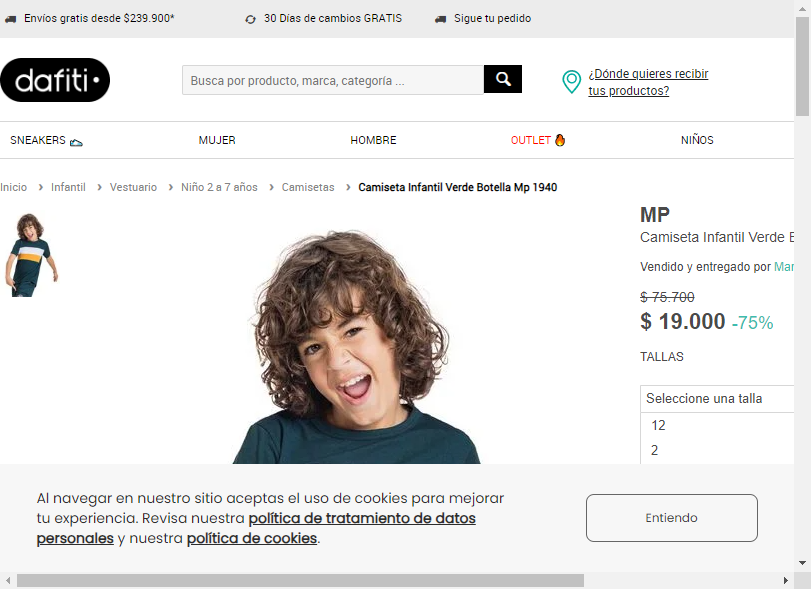 Envíos gratis desde $239.900*
30 Días de cambios GRATIS
Sigue tu pedido
dafiti
Busca por producto, marca, categoría ...
¿Dónde quieres recibir
tus productos?
SNEAKERS
MUJER
HOMBRE
OUTLET
NIÑOS
Inicio › Infantil › Vestuario › Niño 2 a 7 años › Camisetas › Camiseta Infantil Verde Botella Mp 1940
MP
Camiseta Infantil Verde
Vendido y entregado por
$ 75.700
$ 19.000 -75%
TALLAS
Seleccione una talla
12
2
Al navegar en nuestro sitio aceptas el uso de cookies para mejorar
tu experiencia. Revisa nuestra política de tratamiento de datos
personales y nuestra política de cookies.
Entiendo